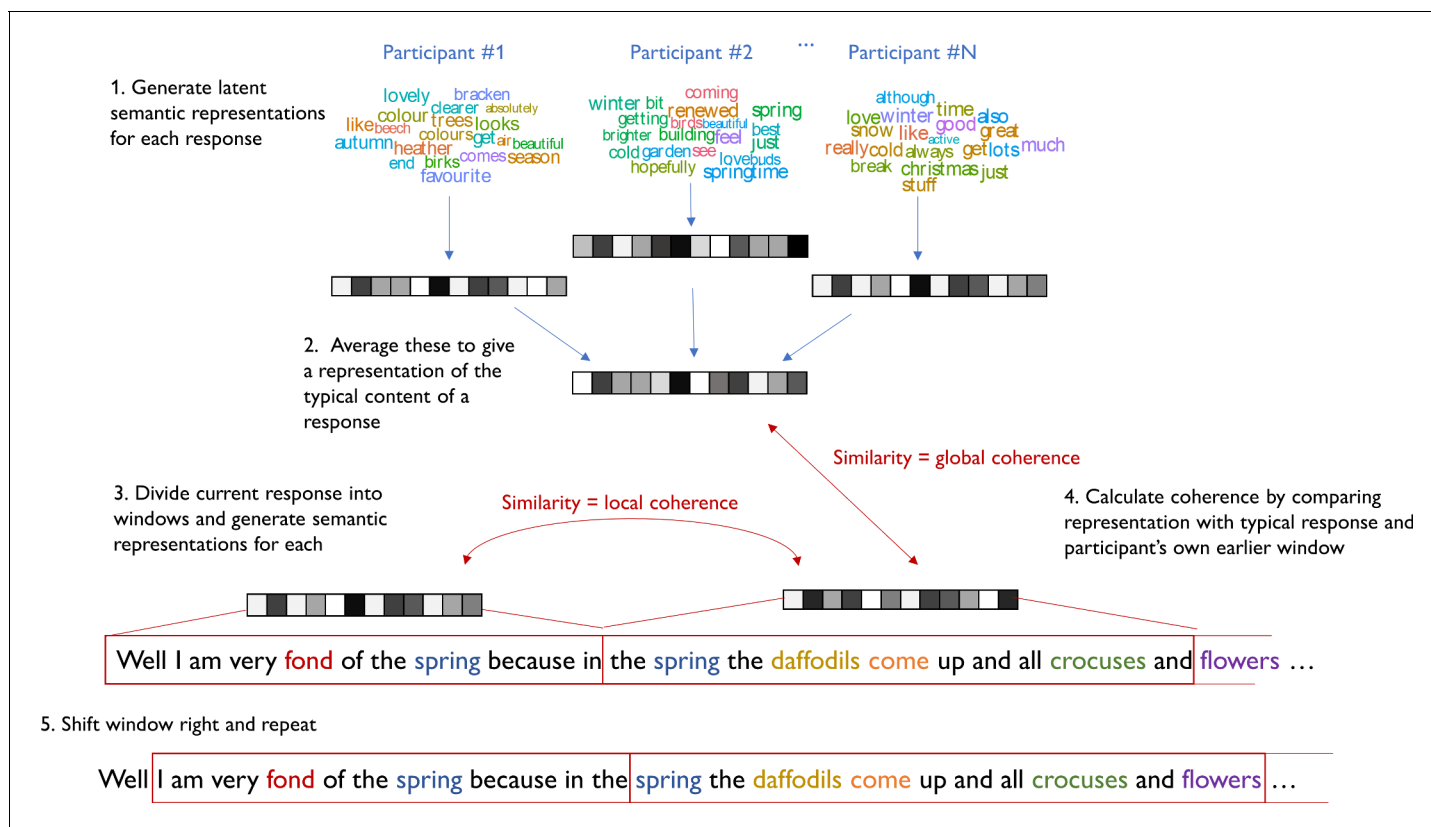 Participant #1
Participant #2
...
Participant #N
1. Generate latent
semantic representations
for each response
lovely bracken
clearer absolutely
colour trees looks
like beech
colours get air beautiful
autumn heather
end birks comes season
favourite
coming
winter bit renewed spring
getting birds beautiful best
brighter building feel just
cold garden see
lovebuds
hopefully springtime
although
love winter time also
snow like good great
active
really cold always get lots much
break christmas just
stuff
2. Average these to give
a representation of the
typical content of a
response
Similarity = global coherence
3. Divide current response into
windows and generate semantic
representations for each
Similarity = local coherence
4. Calculate coherence by comparing
representation with typical response and
participant's own earlier window
Well I am very fond of the spring because in the spring the daffodils come up and all crocuses and flowers ...
5. Shift window right and repeat
Well I am very fond of the spring because in the spring the daffodils come up and all crocuses and flowers ...